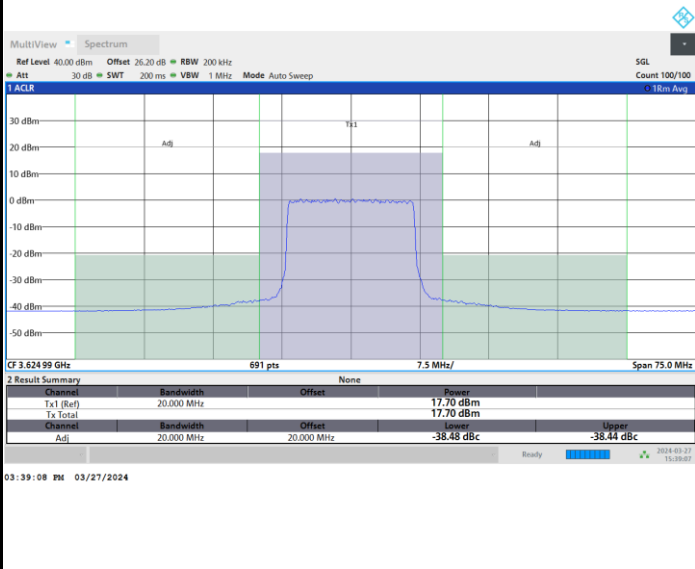 MultiView Spectrum
Ref Level 40.00 dBm Offset 26.20 dB RBW 200 kHz SGL
Att 30 dB SWT 200 ms VBW 1 MHz Mode Auto Sweep Count 100/100
1 ACLR 1Rm Avg
Tx1
30 dBm
Adj Adj
20 dBm
10 dBm
0 dBm
-10 dBm
-20 dBm
-30 dBm
-40 dBm
-50 dBm
CF 3.624 99 GHz 691 pts 7.5 MHz/ Span 75.0 MHz
2 Result Summary None
Channel Bandwidth Offset Power
Tx1 (Ref) 20.000 MHz 17.70 dBm
Tx Total 17.70 dBm
Channel Bandwidth Offset Lower Upper
Adj 20.000 MHz 20.000 MHz -38.48 dBc -38.44 dBc
Ready 2024-03-27
15:39:07
03:39:08 PM 03/27/2024